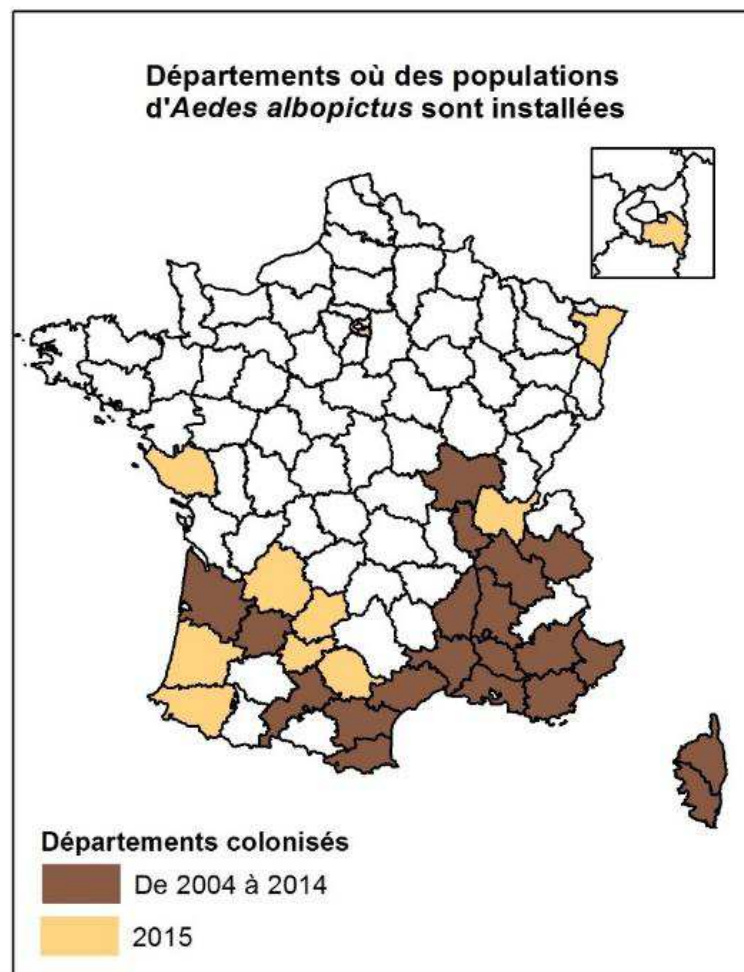 Départements où des populations
d'Aedes albopictus sont installées
Départements colonisés
De 2004 à 2014
2015